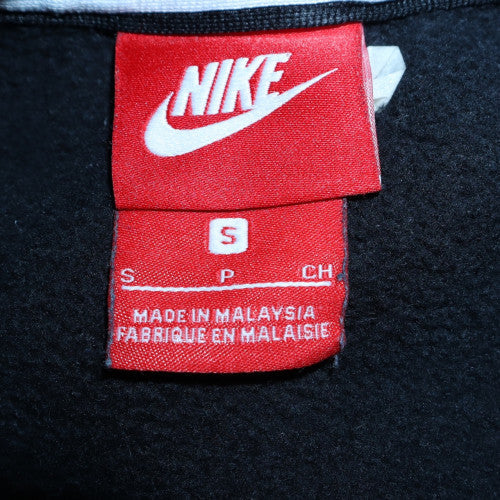 NIKE
S
S P CH
MADE IN MALAYSIA
FABRIQUE EN MALAISIE